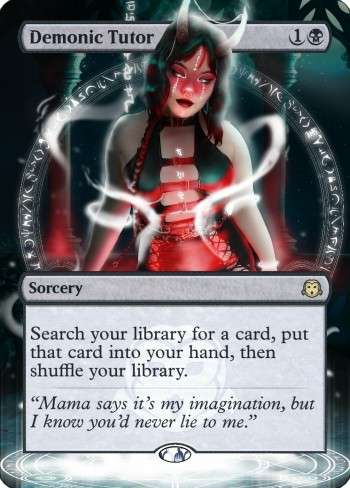 Demonic Tutor 1
Sorcery
Search your library for a card, put
that card into your hand, then
shuffle your library.
“Mama says it’s my imagination, but
I know you’d never lie to me.”